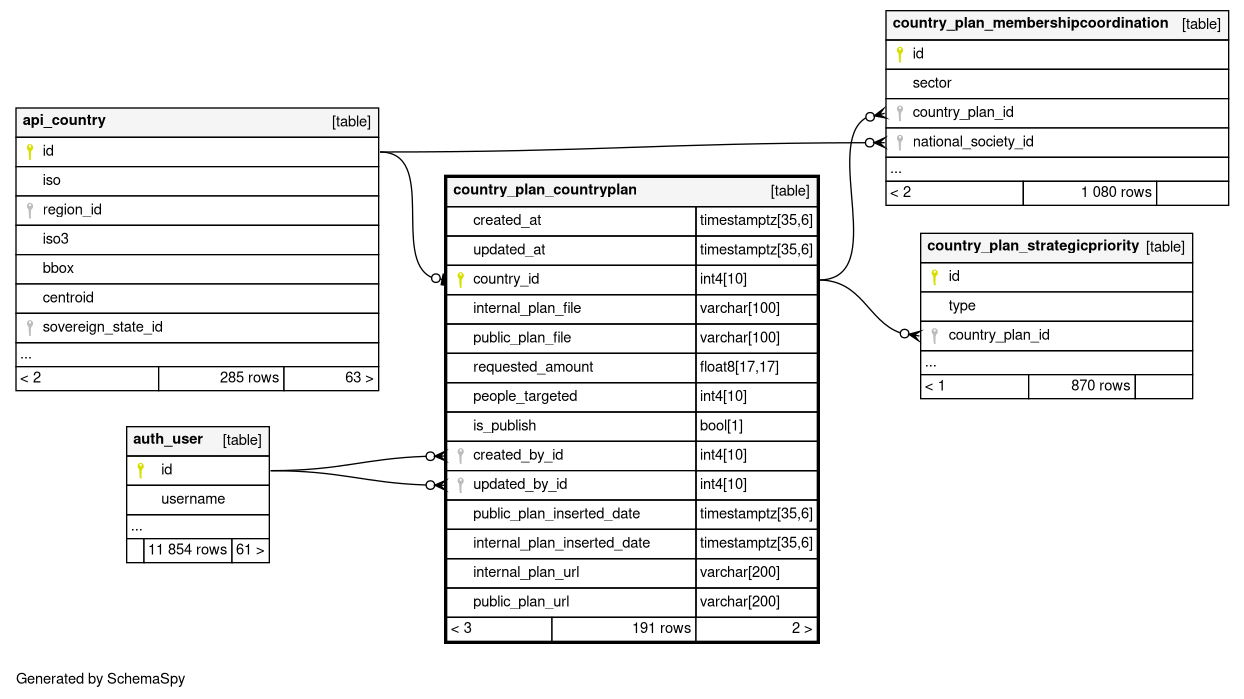 country_plan_membershipcoordination [table]
id
sector
country_plan_id
national_society_id
...
< 2 1 080 rows
api_country [table]
id
iso
region_id
iso3
bbox
centroid
sovereign_state_id
...
< 2 285 rows 63 >
country_plan_countryplan [table]
created_at timestamptz[35,6]
updated_at timestamptz[35,6]
country_id int4[10]
internal_plan_file varchar[100]
public_plan_file varchar[100]
requested_amount float8[17,17]
people_targeted int4[10]
is_publish bool[1]
created_by_id int4[10]
updated_by_id int4[10]
public_plan_inserted_date timestamptz[35,6]
internal_plan_inserted_date timestamptz[35,6]
internal_plan_url varchar[200]
public_plan_url varchar[200]
< 3 191 rows 2 >
country_plan_strategicpriority [table]
id
type
country_plan_id
...
< 1 870 rows
auth_user [table]
id
username
...
11 854 rows 61 >
Generated by SchemaSpy